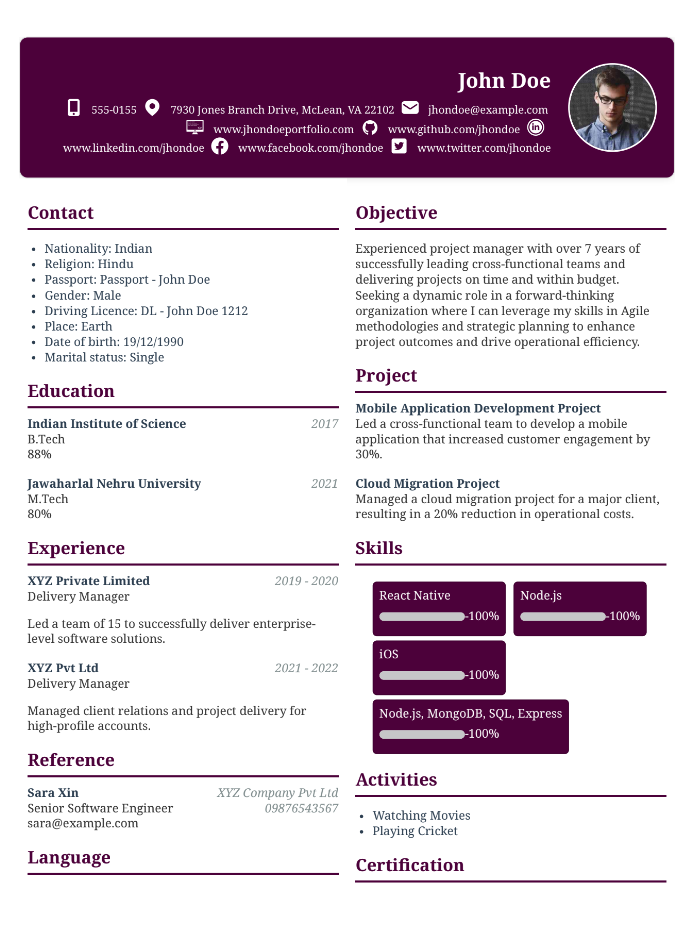 John Doe
555-0155 7930 Jones Branch Drive, McLean, VA 22102 jhondoe@example.com
www.jhondoeportfolio.com www.github.com/jhondoe
www.linkedin.com/jhondoe www.facebook.com/jhondoe www.twitter.com/jhondoe
Contact
• Nationality: Indian
• Religion: Hindu
• Passport: Passport - John Doe
• Gender: Male
• Driving Licence: DL - John Doe 1212
• Place: Earth
• Date of birth: 19/12/1990
• Marital status: Single
Education
Indian Institute of Science 2017
B.Tech
88%
Jawaharlal Nehru University 2021
M.Tech
80%
Experience
XYZ Private Limited 2019 - 2020
Delivery Manager
Led a team of 15 to successfully deliver enterprise-
level software solutions.
XYZ Pvt Ltd 2021 - 2022
Delivery Manager
Managed client relations and project delivery for
high-profile accounts.
Reference
Sara Xin XYZ Company Pvt Ltd
Senior Software Engineer 09876543567
sara@example.com
Language
Objective
Experienced project manager with over 7 years of
successfully leading cross-functional teams and
delivering projects on time and within budget.
Seeking a dynamic role in a forward-thinking
organization where I can leverage my skills in Agile
methodologies and strategic planning to enhance
project outcomes and drive operational efficiency.
Project
Mobile Application Development Project
Led a cross-functional team to develop a mobile
application that increased customer engagement by
30%.
Cloud Migration Project
Managed a cloud migration project for a major client,
resulting in a 20% reduction in operational costs.
Skills
React Native
-100%
Node.js
-100%
iOS
-100%
Node.js, MongoDB, SQL, Express
-100%
Activities
• Watching Movies
• Playing Cricket
Certification